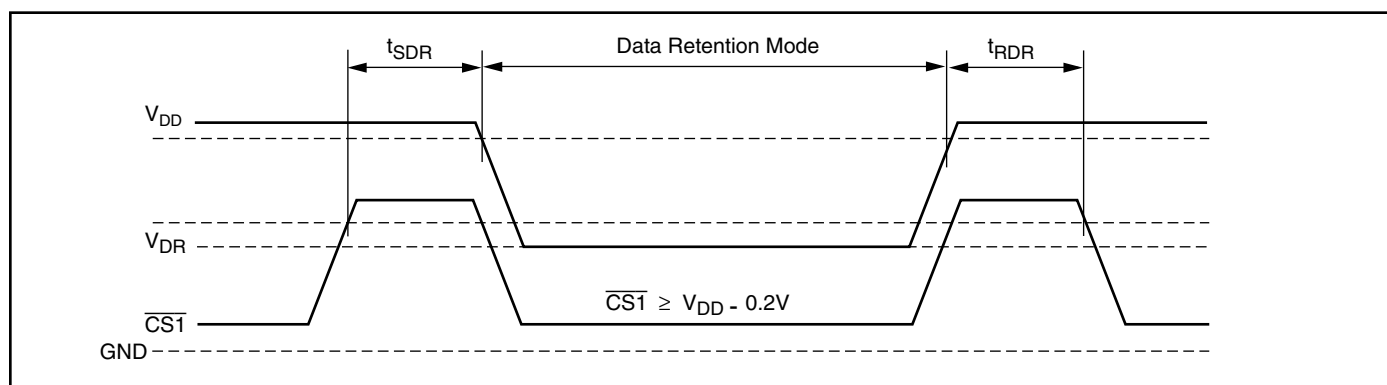 tSDR Data Retention Mode tRDR
VDD
VDR
CS1 ≥ VDD - 0.2V
CS1
GND